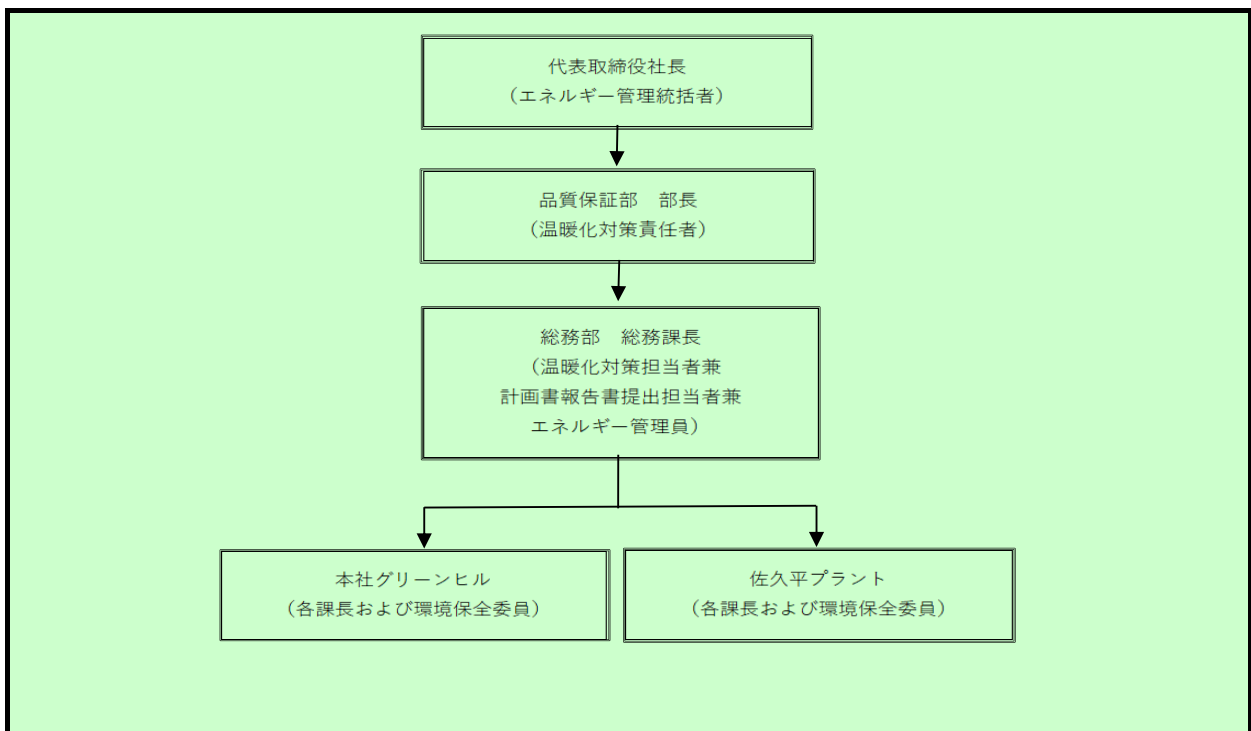 代表取締役社長
（エネルギー管理統括者）
品質保証部　部長
（温暖化対策責任者）
総務部　総務課長
（温暖化対策担当者兼
計画書報告書提出担当者兼
エネルギー管理員）
本社グリーンヒル
（各課長および環境保全委員）
佐久平プラント
（各課長および環境保全委員）